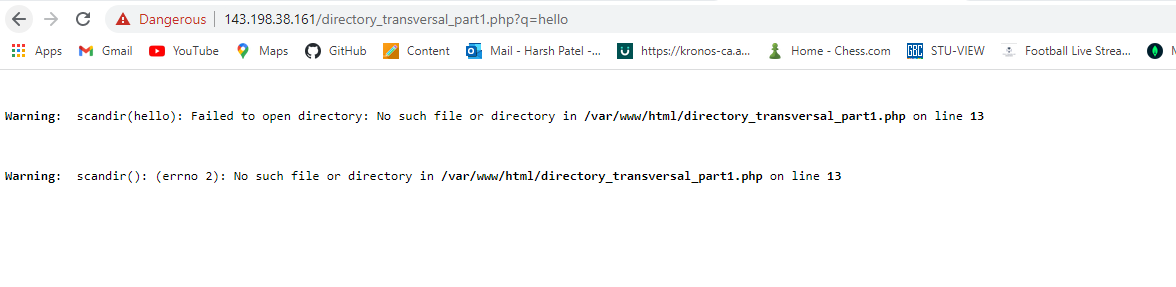 Dangerous 143.198.38.161/directory_transversal_part1.php?q=hello
Apps Gmail YouTube Maps GitHub Content Mail - Harsh Patel -... https://kronos-ca.a... Home - Chess.com GBC STU-VIEW Football Live Strea... M
Warning: scandir(hello): Failed to open directory: No such file or directory in /var/www/html/directory_transversal_part1.php on line 13
Warning: scandir(): (errno 2): No such file or directory in /var/www/html/directory_transversal_part1.php on line 13